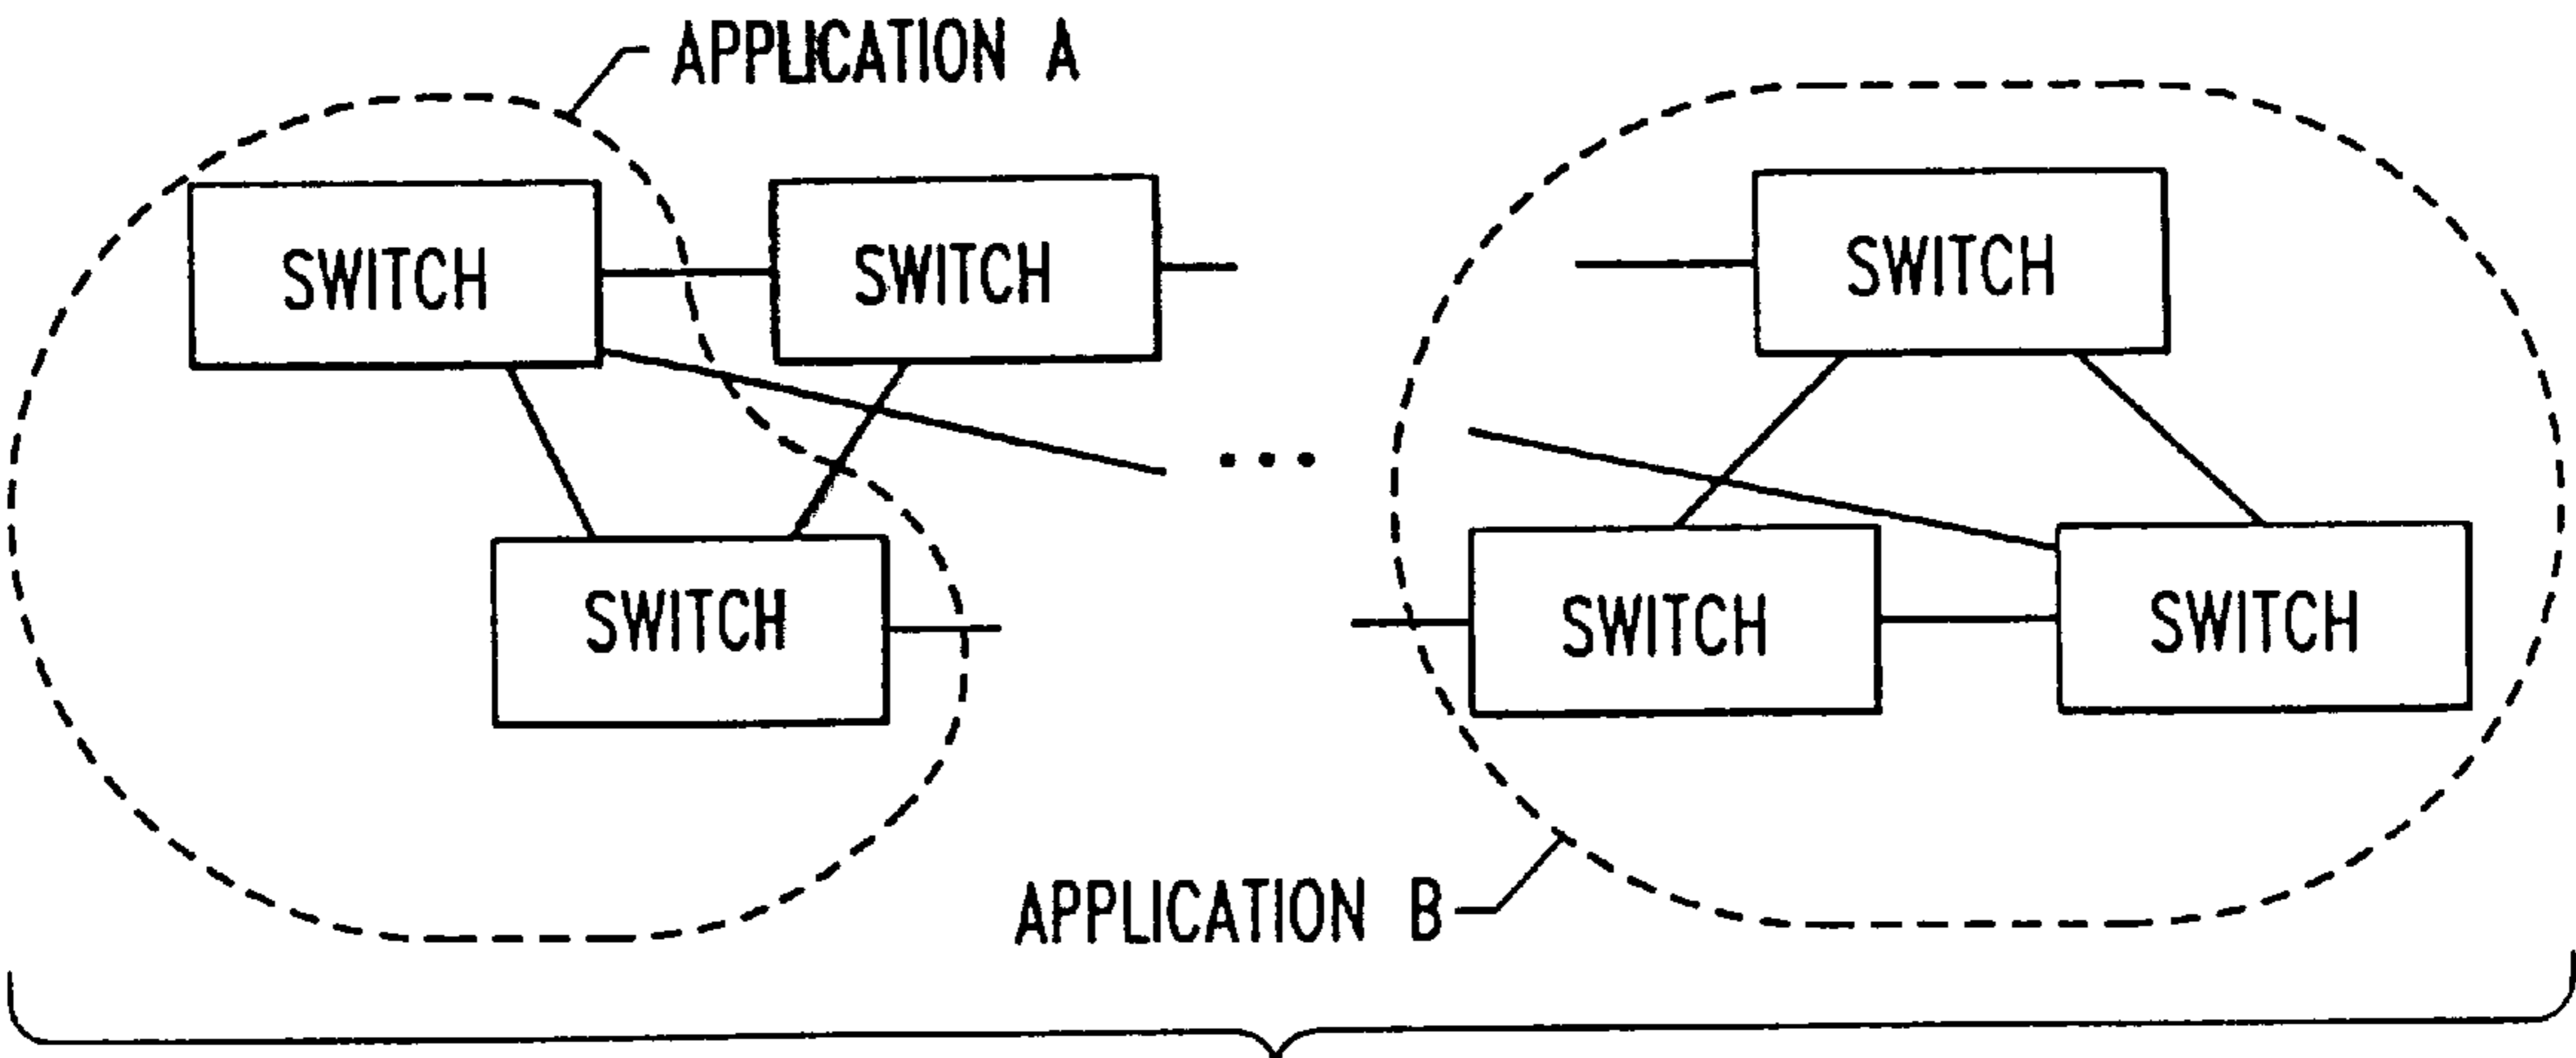 APPLICATION A
SWITCH
SWITCH
SWITCH
• • •
SWITCH
SWITCH
SWITCH
APPLICATION B